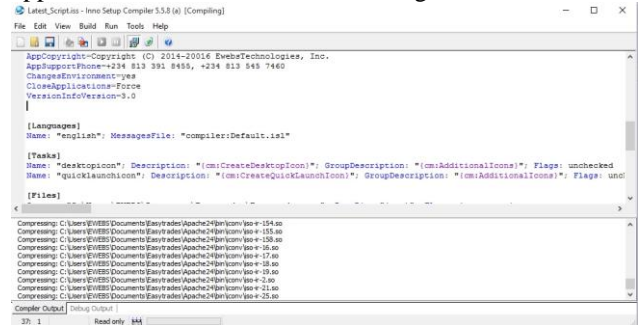 Latest_Script.iss - Inno Setup Compiler 5.5.8 (a) [Compiling]
File Edit View Build Run Tools Help
AppCopyright=Copyright (C) 2014-20016 EwebsTechnologies, Inc.
AppSupportPhone=+234 813 391 8455, +234 813 545 7460
ChangesEnvironment=yes
CloseApplications=Force
VersionInfoVersion=3.0
[Languages]
Name: "english"; MessagesFile: "compiler:Default.isl"
[Tasks]
Name: "desktopicon"; Description: "{cm:CreateDesktopIcon}"; GroupDescription: "{cm:AdditionalIcons}"; Flags: unchecked
Name: "quicklaunchicon"; Description: "{cm:CreateQuickLaunchIcon}"; GroupDescription: "{cm:AdditionalIcons}"; Flags:
[Files]
Compressing: C:\Users\EWEBS\Documents\Easytrades\Apache24\bin\iconv\iso-ir-154.so
Compressing: C:\Users\EWEBS\Documents\Easytrades\Apache24\bin\iconv\iso-ir-155.so
Compressing: C:\Users\EWEBS\Documents\Easytrades\Apache24\bin\iconv\iso-ir-158.so
Compressing: C:\Users\EWEBS\Documents\Easytrades\Apache24\bin\iconv\iso-ir-16.so
Compressing: C:\Users\EWEBS\Documents\Easytrades\Apache24\bin\iconv\iso-ir-17.so
Compressing: C:\Users\EWEBS\Documents\Easytrades\Apache24\bin\iconv\iso-ir-18.so
Compressing: C:\Users\EWEBS\Documents\Easytrades\Apache24\bin\iconv\iso-ir-19.so
Compressing: C:\Users\EWEBS\Documents\Easytrades\Apache24\bin\iconv\iso-ir-2.so
Compressing: C:\Users\EWEBS\Documents\Easytrades\Apache24\bin\iconv\iso-ir-21.so
Compressing: C:\Users\EWEBS\Documents\Easytrades\Apache24\bin\iconv\iso-ir-25.so
Compiler Output Debug Output
37: 1 Read only